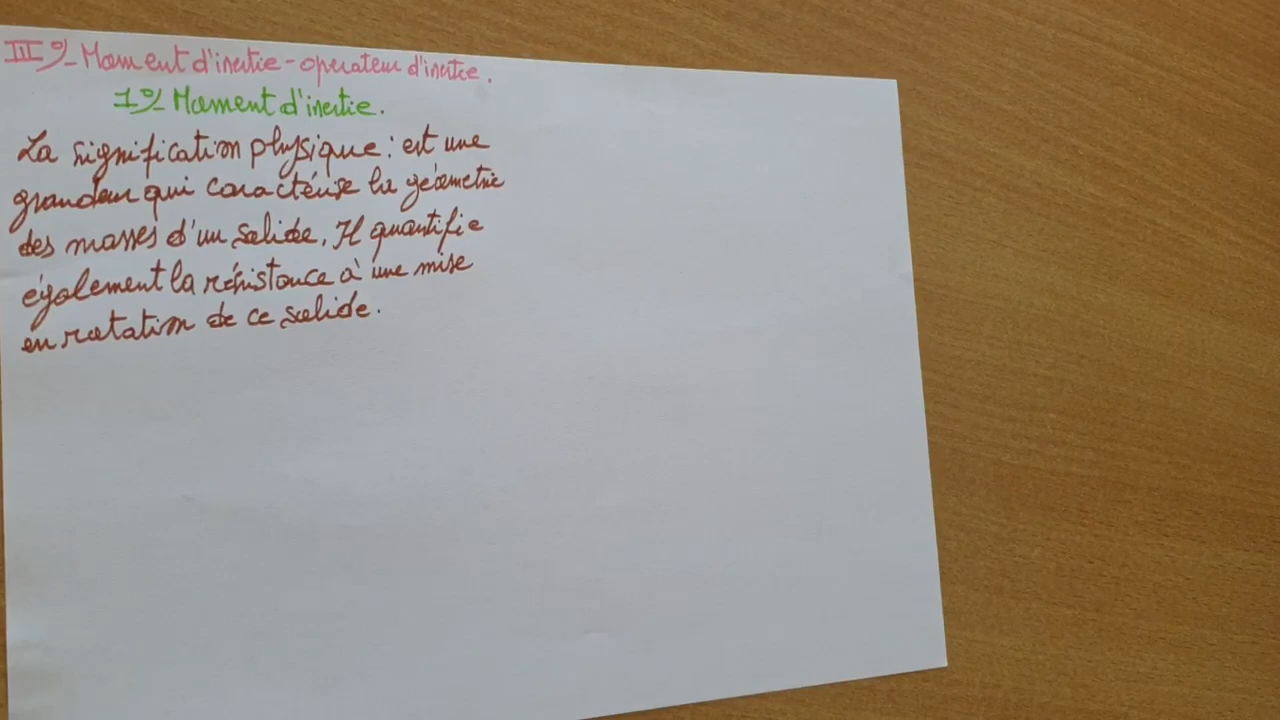 III°/- Moment d'inertie - operateur d'inertie.
1°/- Moment d'inertie.
La signification physique : est une
grandeur qui caractérise la géometrie
des masses d'un solide. Il quantifie
également la résistance à une mise
en rotation de ce solide.